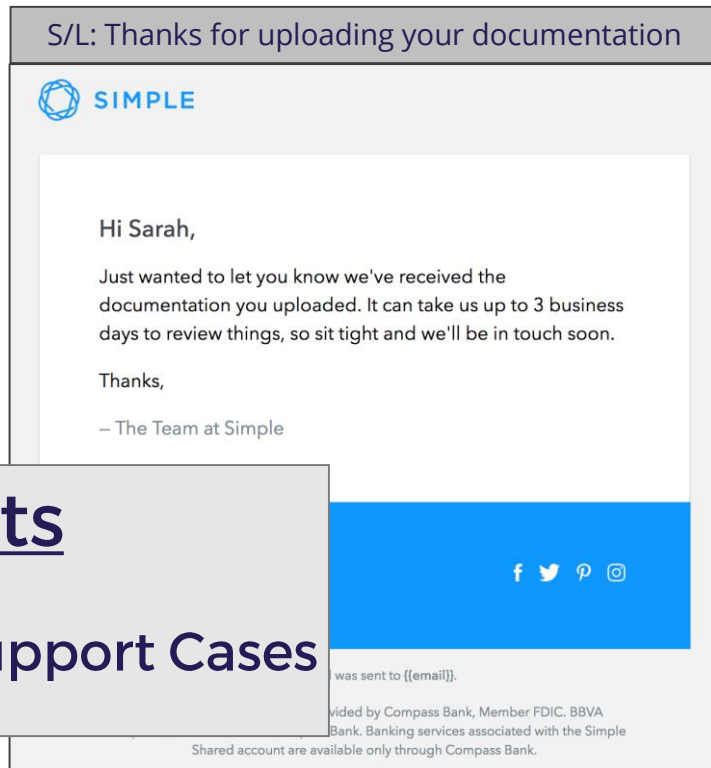 S/L: Thanks for uploading your documentation
SIMPLE
Hi Sarah,
Just wanted to let you know we've received the
documentation you uploaded. It can take us up to 3 business
days to review things, so sit tight and we'll be in touch soon.
Thanks,
– The Team at Simple
ts
upport Cases
was sent to {{email}}.
vided by Compass Bank, Member FDIC. BBVA
Bank. Banking services associated with the Simple
Shared account are available only through Compass Bank.